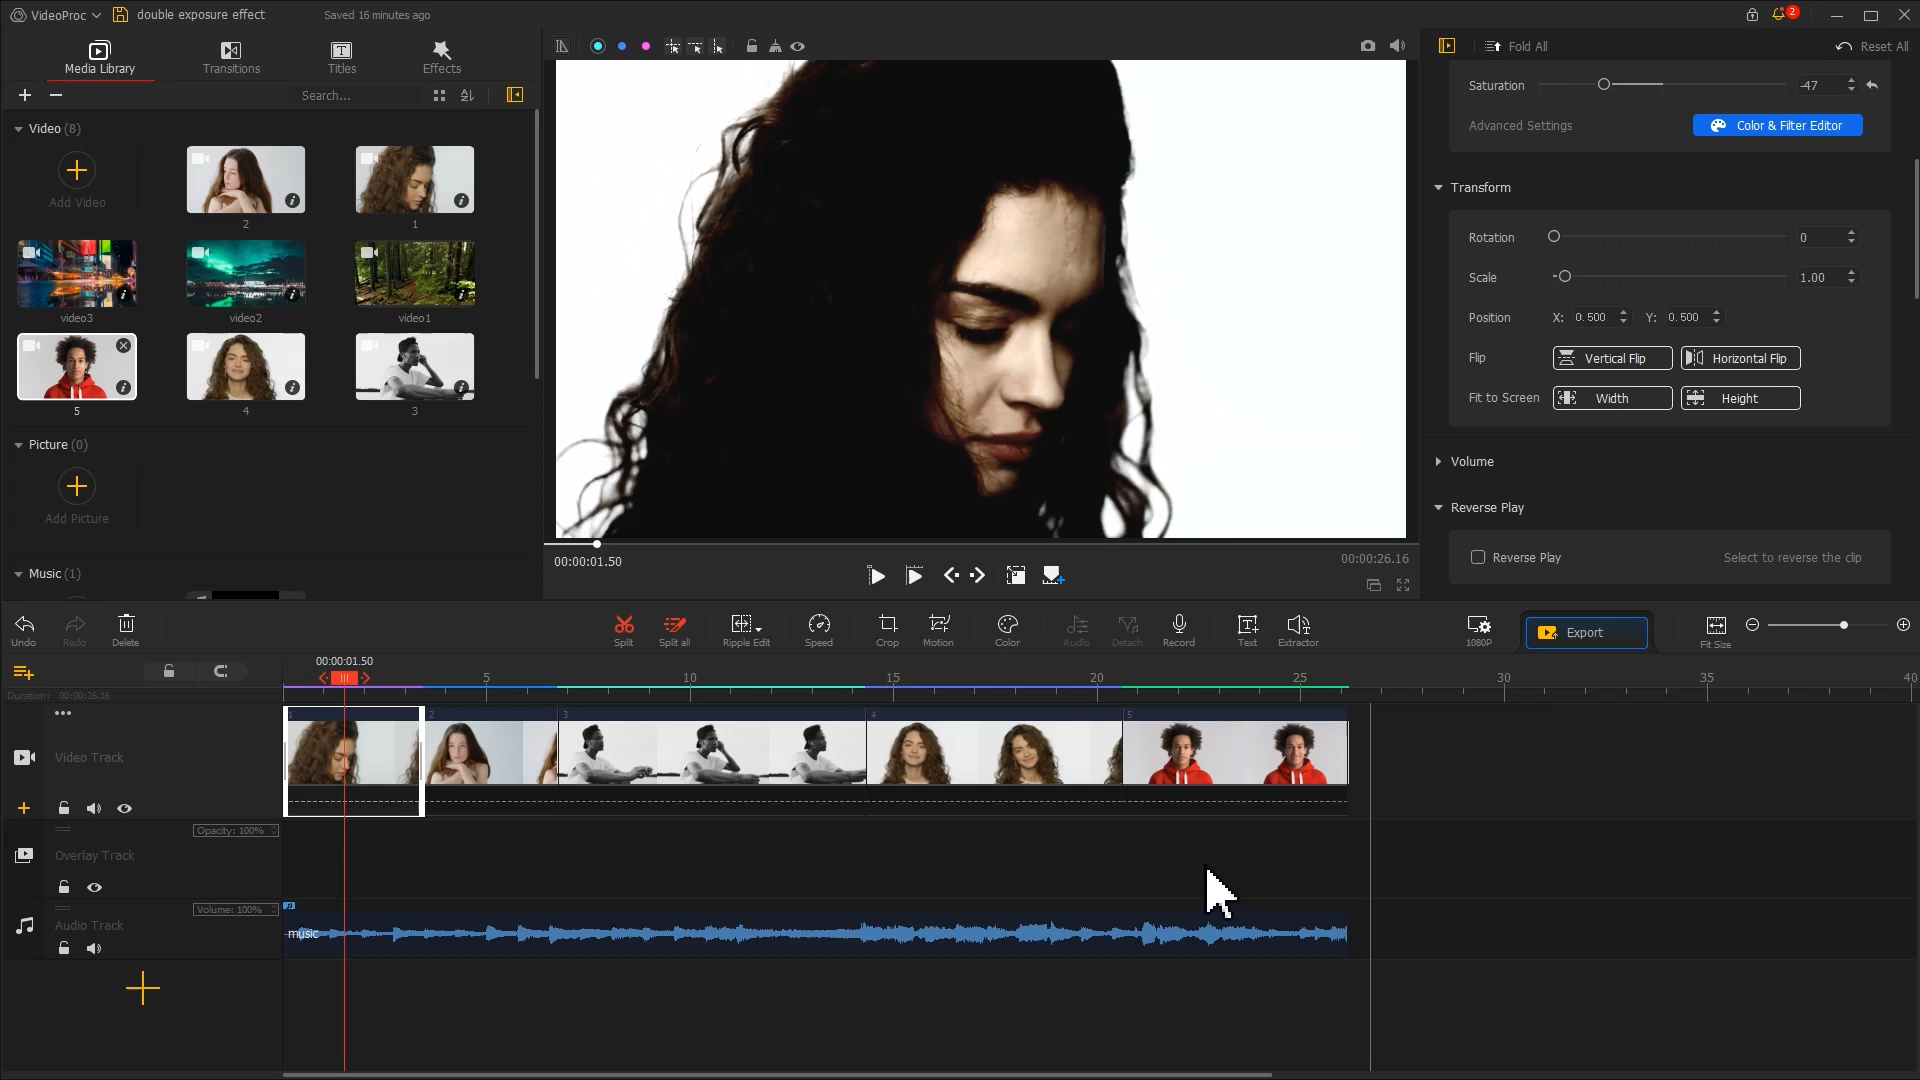 VideoProc
double exposure effect
Saved 16 minutes ago
2
Media Library
Transitions
Titles
Effects
Search...
Video (8)
Add Video
2
1
video3
video2
video1
5
4
3
Picture (0)
Add Picture
Music (1)
00:00:01.50
00:00:26.16
Fold All
Reset All
Saturation
-47
Advanced Settings
Color & Filter Editor
Transform
Rotation
0
Scale
1.00
Position
X: 0.500
Y: 0.500
Flip
Vertical Flip
Horizontal Flip
Fit to Screen
Width
Height
Volume
Reverse Play
Reverse Play
Select to reverse the clip
Undo
Redo
Delete
Split
Split all
Ripple Edit
Speed
Crop
Motion
Color
Audio
Detach
Record
Text
Extractor
1080P
Export
Fit Size
00:00:01.50
5
10
15
20
25
30
35
40
Duration: 00:00:26.16
1
2
3
4
5
Video Track
Opacity: 100%
Overlay Track
Volume: 100%
Audio Track
music